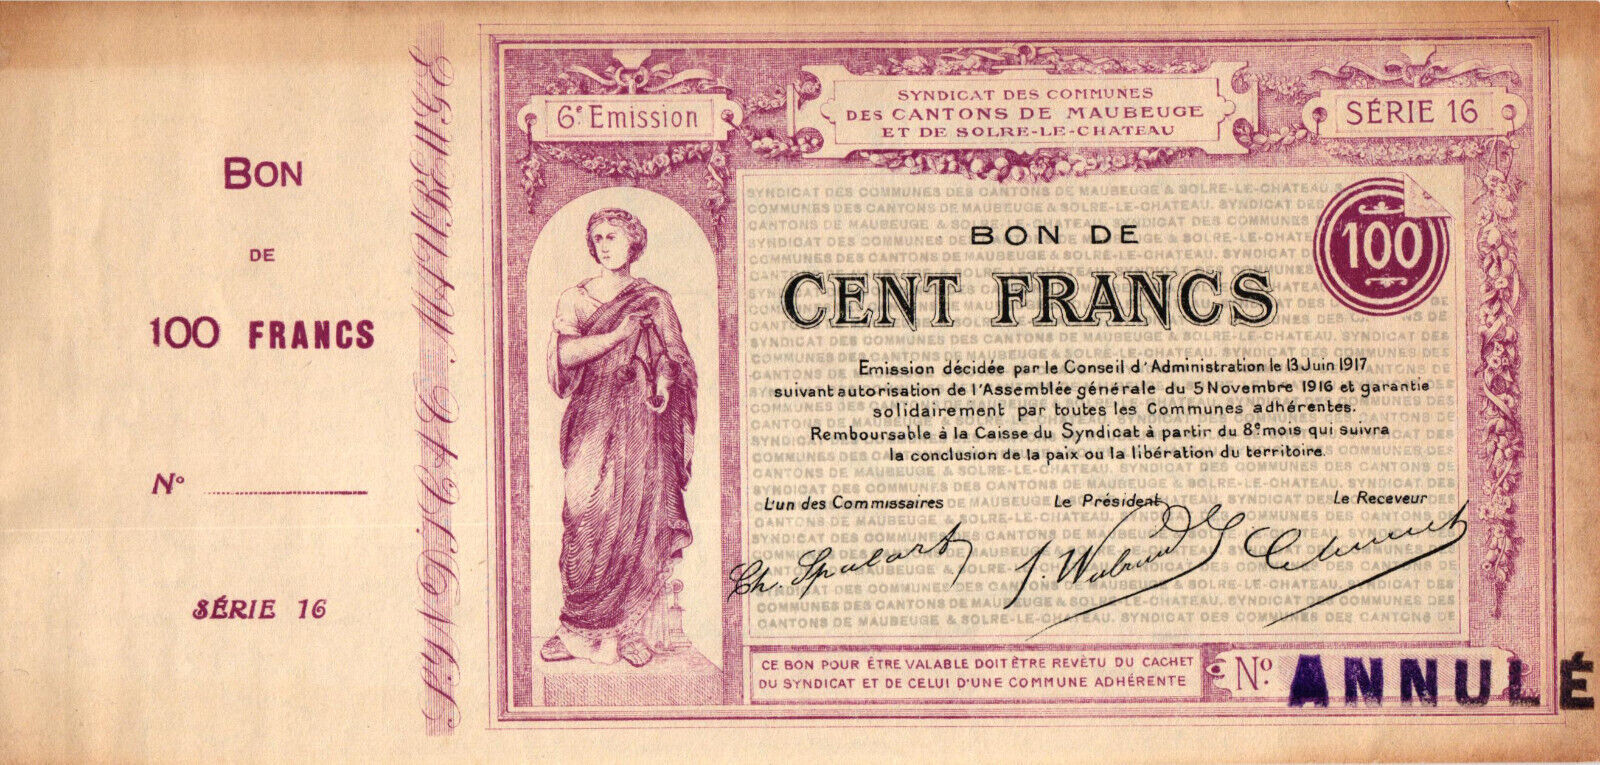 BON
DE
100 FRANCS
N°
SÉRIE 16
SYNDICAT MAUBEUGE
6e Emission
SYNDICAT DES COMMUNES
DES CANTONS DE MAUBEUGE
ET DE SOLRE-LE-CHATEAU
SÉRIE 16
100
BON DE
CENT FRANCS
Emission décidée par le Conseil d'Administration le 13 Juin 1917
suivant autorisation de l'Assemblée générale du 5 Novembre 1916 et garantie
solidairement par toutes les Communes adhérentes.
Remboursable à la Caisse du Syndicat à partir du 8e mois qui suivra
la conclusion de la paix ou la libération du territoire.
L'un des Commissaires Le Président Le Receveur
CE BON POUR ÊTRE VALABLE DOIT ÊTRE REVÊTU DU CACHET
DU SYNDICAT ET DE CELUI D'UNE COMMUNE ADHÉRENTE
No ANNULÉ